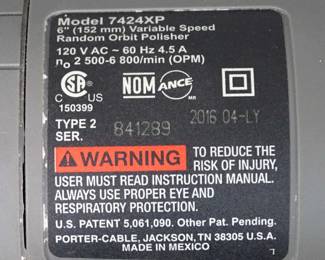 Model 7424XP
6" (152 mm) Variable Speed
Random Orbit Polisher
120 V AC ~ 60 Hz 4.5 A
no 2 500-6 800/min (OPM)
C US
150399
NOM ANCE MR
TYPE 2
SER. 841289 2016 04-LY
WARNING TO REDUCE THE
RISK OF INJURY,
USER MUST READ INSTRUCTION MANUAL.
ALWAYS USE PROPER EYE AND
RESPIRATORY PROTECTION.
U.S. PATENT 5,061,090. Other Pat. Pending.
PORTER-CABLE, JACKSON, TN 38305 U.S.A.
MADE IN MEXICO